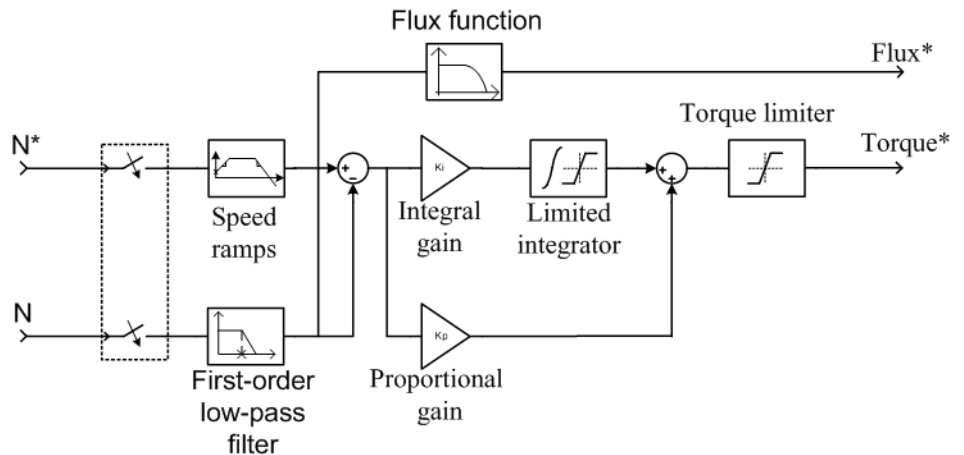 Flux function
Flux*
Torque limiter
N*
Torque*
+
−
Ki
+
+
Speed
ramps
Integral
gain
Limited
integrator
N
Kp
First-order
low-pass
filter
Proportional
gain